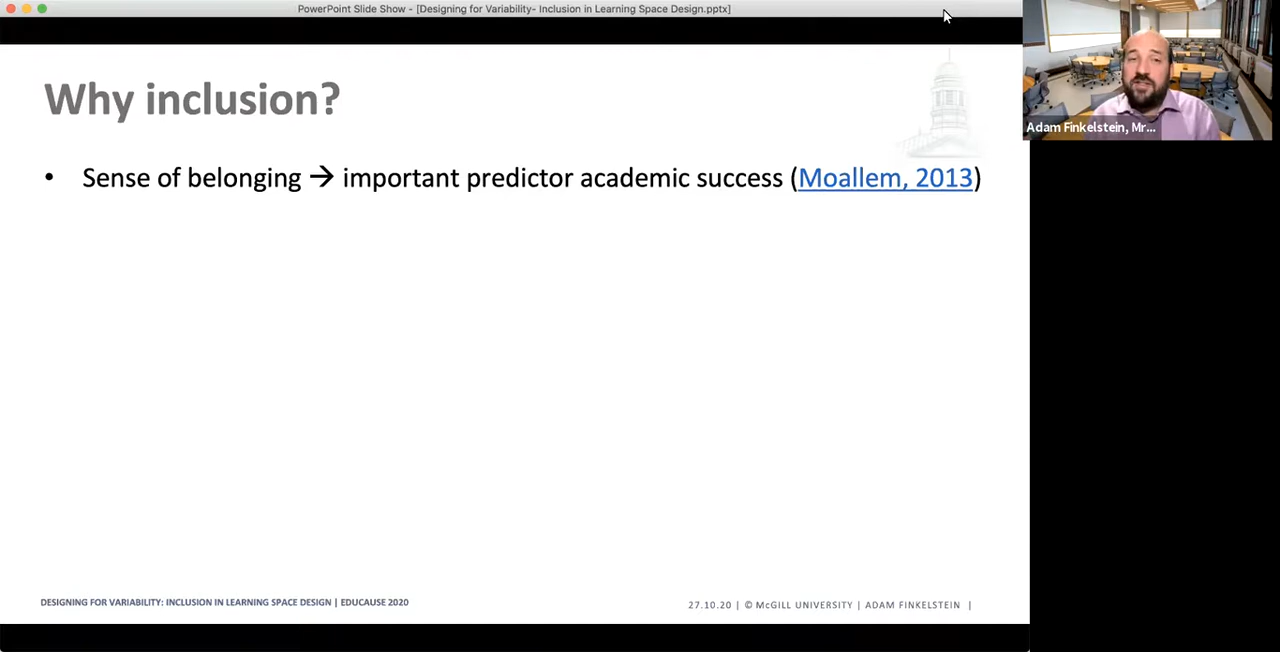 PowerPoint Slide Show - [Designing for Variability- Inclusion in Learning Space Design.pptx]
Adam Finkelstein, Mr...
Why inclusion?
• Sense of belonging → important predictor academic success (Moallem, 2013)
DESIGNING FOR VARIABILITY: INCLUSION IN LEARNING SPACE DESIGN | EDUCAUSE 2020
27.10.20 | © McGILL UNIVERSITY | ADAM FINKELSTEIN |